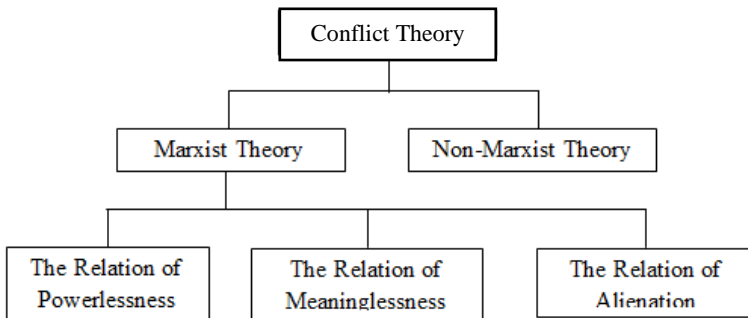 Conflict Theory
Marxist Theory
Non-Marxist Theory
The Relation of
Powerlessness
The Relation of
Meaninglessness
The Relation of
Alienation